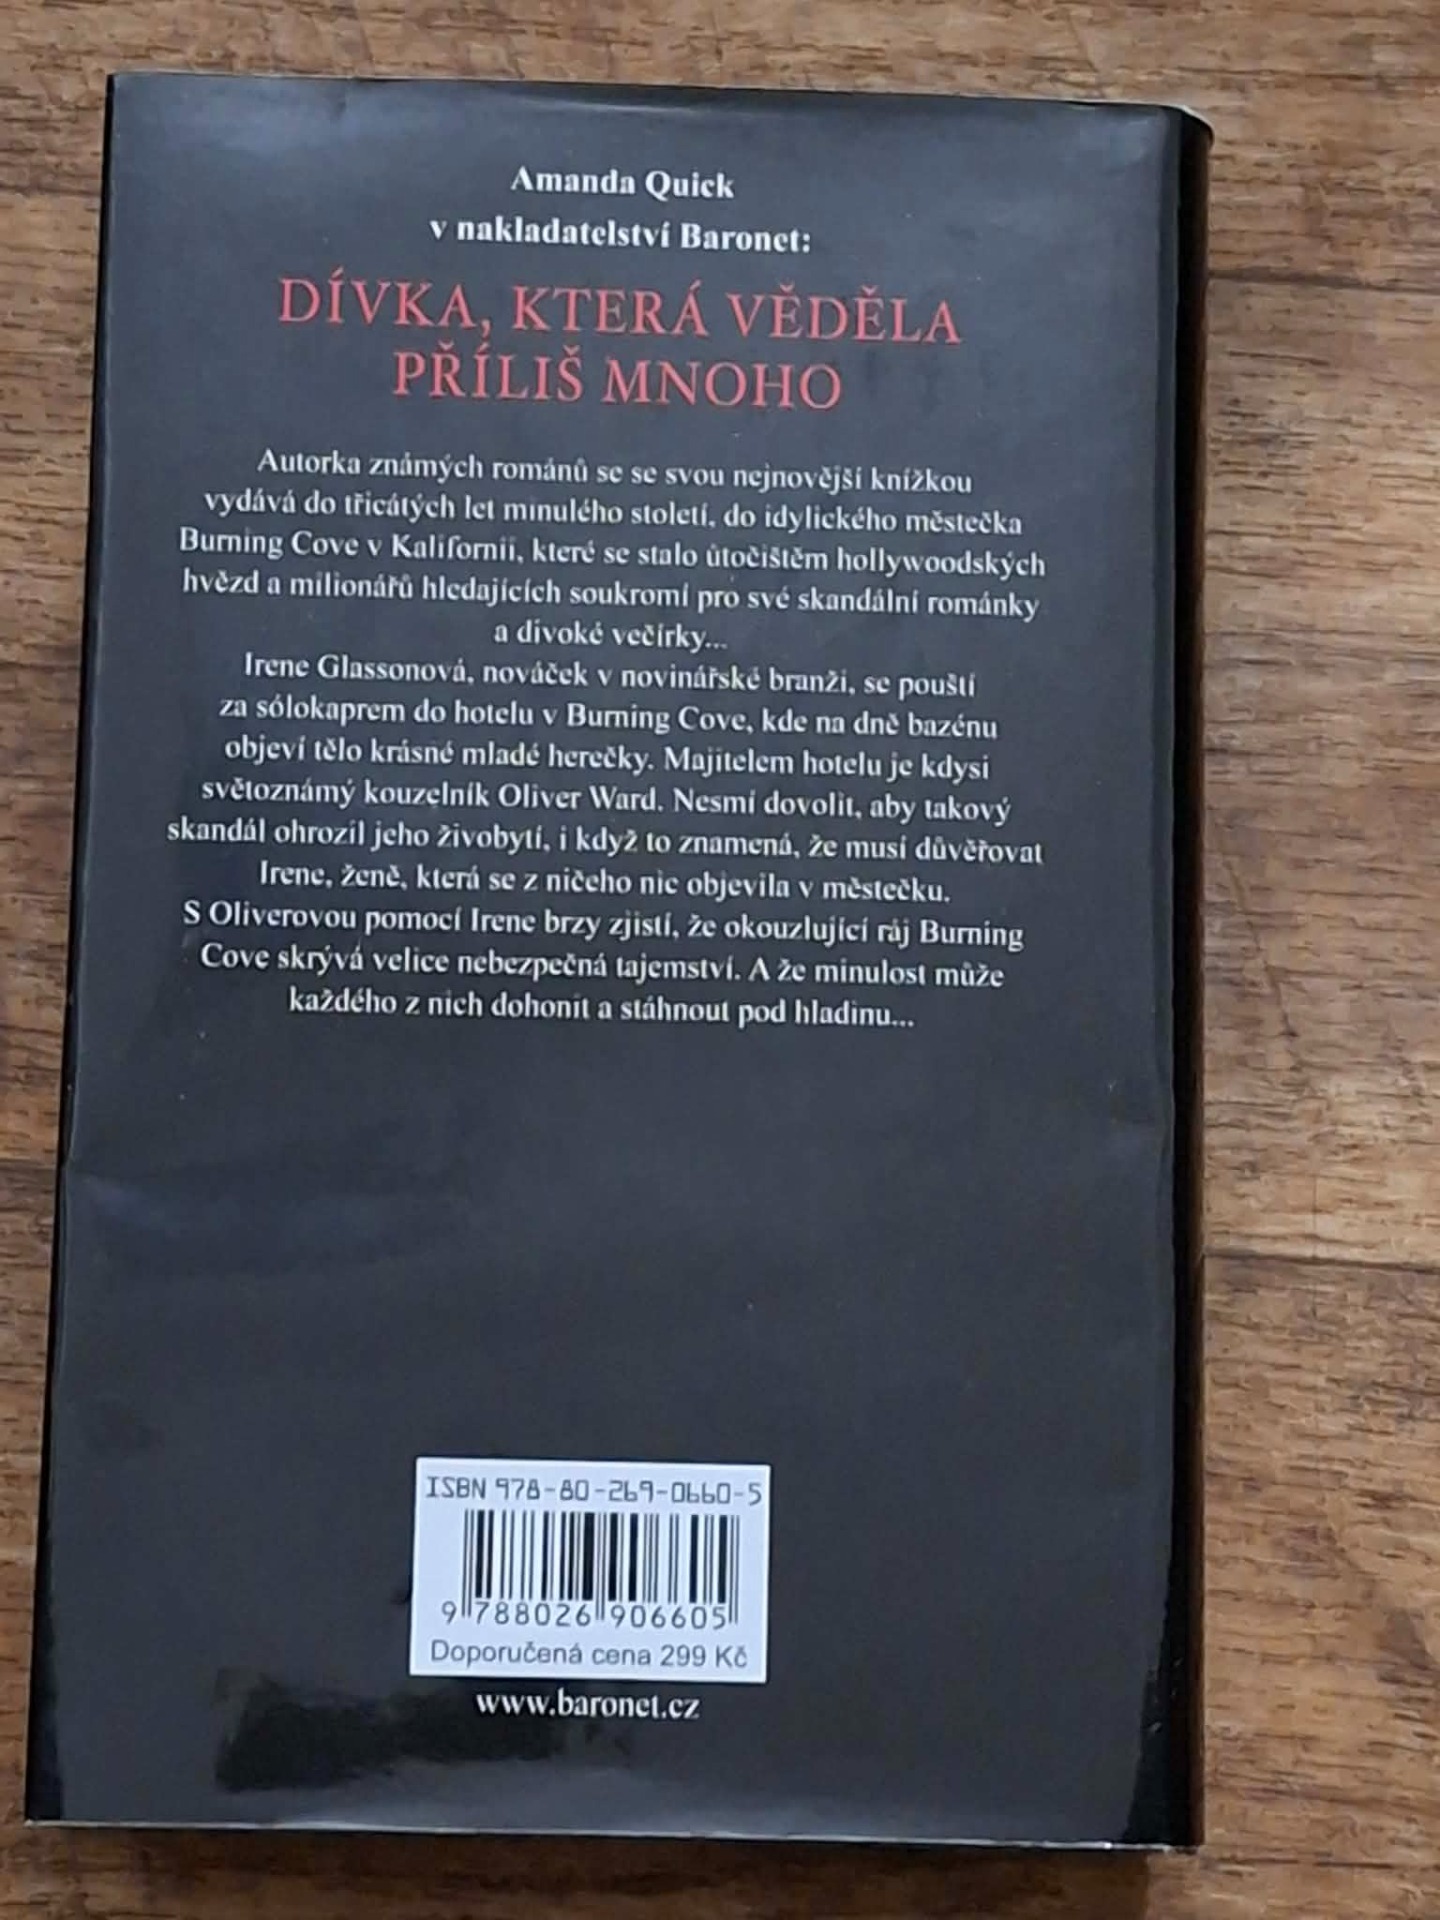 Amanda Quick
v nakladatelství Baronet:
DÍVKA, KTERÁ VĚDĚLA
PŘÍLIŠ MNOHO
Autorka známých románů se se svou nejnovější knížkou
vydává do třicátých let minulého století, do idylického městečka
Burning Cove v Kalifornii, které se stalo útočištěm hollywoodských
hvězd a milionářů hledajících soukromí pro své skandální románky
a divoké večírky...
Irene Glassonová, nováček v novinářské branži, se pouští
za sólokaprem do hotelu v Burning Cove, kde na dně bazénu
objeví tělo krásné mladé herečky. Majitelem hotelu je kdysi
světoznámý kouzelník Oliver Ward. Nesmí dovolit, aby takový
skandál ohrozil jeho živobytí, i když to znamená, že musí důvěřovat
Irene, ženě, která se z ničeho nic objevila v městečku.
S Oliverovou pomocí Irene brzy zjistí, že okouzlující ráj Burning
Cove skrývá velice nebezpečná tajemství. A že minulost může
každého z nich dohonit a stáhnout pod hladinu...
ISBN 978-80-269-0660-5
9 788026 906605
Doporučená cena 299 Kč
www.baronet.cz